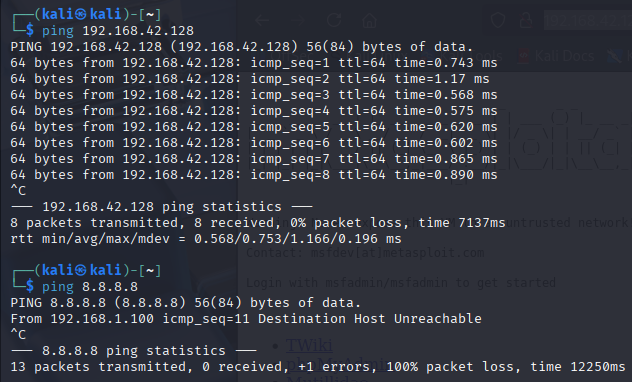 (kali㉿kali)-[~]
$ ping 192.168.42.128
PING 192.168.42.128 (192.168.42.128) 56(84) bytes of data.
64 bytes from 192.168.42.128: icmp_seq=1 ttl=64 time=0.743 ms
64 bytes from 192.168.42.128: icmp_seq=2 ttl=64 time=1.17 ms
64 bytes from 192.168.42.128: icmp_seq=3 ttl=64 time=0.568 ms
64 bytes from 192.168.42.128: icmp_seq=4 ttl=64 time=0.575 ms
64 bytes from 192.168.42.128: icmp_seq=5 ttl=64 time=0.620 ms
64 bytes from 192.168.42.128: icmp_seq=6 ttl=64 time=0.602 ms
64 bytes from 192.168.42.128: icmp_seq=7 ttl=64 time=0.865 ms
64 bytes from 192.168.42.128: icmp_seq=8 ttl=64 time=0.890 ms
^C
--- 192.168.42.128 ping statistics ---
8 packets transmitted, 8 received, 0% packet loss, time 7137ms
rtt min/avg/max/mdev = 0.568/0.753/1.166/0.196 ms
(kali㉿kali)-[~]
$ ping 8.8.8.8
PING 8.8.8.8 (8.8.8.8) 56(84) bytes of data.
From 192.168.1.100 icmp_seq=11 Destination Host Unreachable
^C
--- 8.8.8.8 ping statistics ---
13 packets transmitted, 0 received, +1 errors, 100% packet loss, time 12250ms
Kali Docs
untrusted network
Contact: msfdev[at]metasploit.com
Login with msfadmin/msfadmin to get started
TWiki